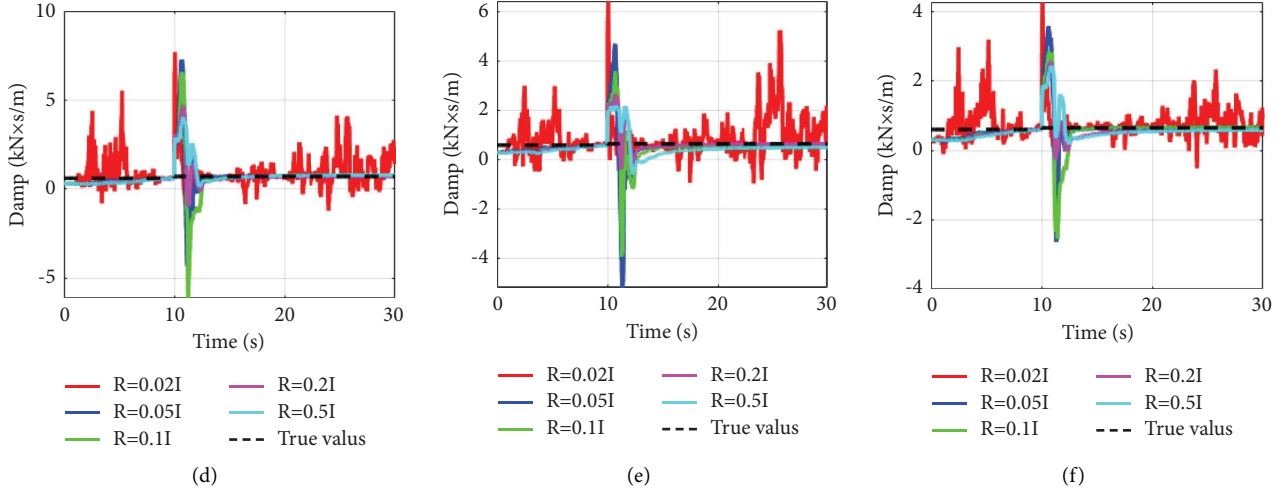 Damp (kN×s/m)
10
5
0
-5
0 10 20 30
Time (s)
R=0.02I R=0.2I
R=0.05I R=0.5I
R=0.1I True valus
(d)
Damp (kN×s/m)
6
4
2
0
-2
-4
0 10 20 30
Time (s)
R=0.02I R=0.2I
R=0.05I R=0.5I
R=0.1I True valus
(e)
Damp (kN×s/m)
4
2
0
-2
-4
0 10 20 30
Time (s)
R=0.02I R=0.2I
R=0.05I R=0.5I
R=0.1I True valus
(f)